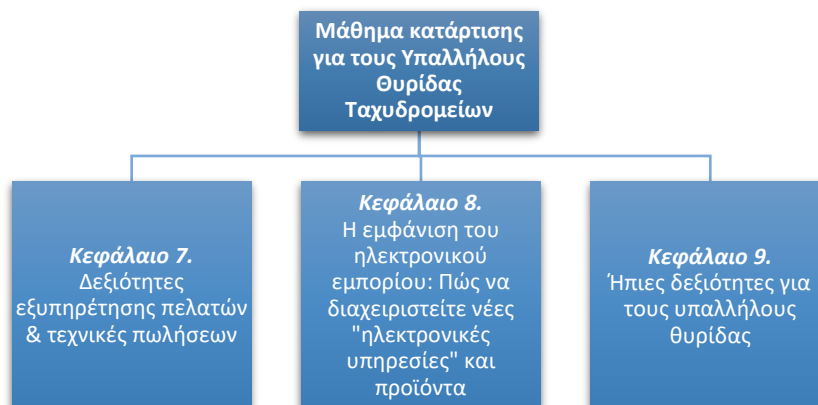 Μάθημα κατάρτισης
για τους Υπαλλήλους
Θυρίδας
Ταχυδρομείων
Κεφάλαιο 7.
Δεξιότητες
εξυπηρέτησης πελατών
& τεχνικές πωλήσεων
Κεφάλαιο 8.
Η εμφάνιση του
ηλεκτρονικού
εμπορίου: Πώς να
διαχειριστείτε νέες
"ηλεκτρονικές
υπηρεσίες" και
προϊόντα
Κεφάλαιο 9.
Ήπιες δεξιότητες για
τους υπαλλήλους
θυρίδας